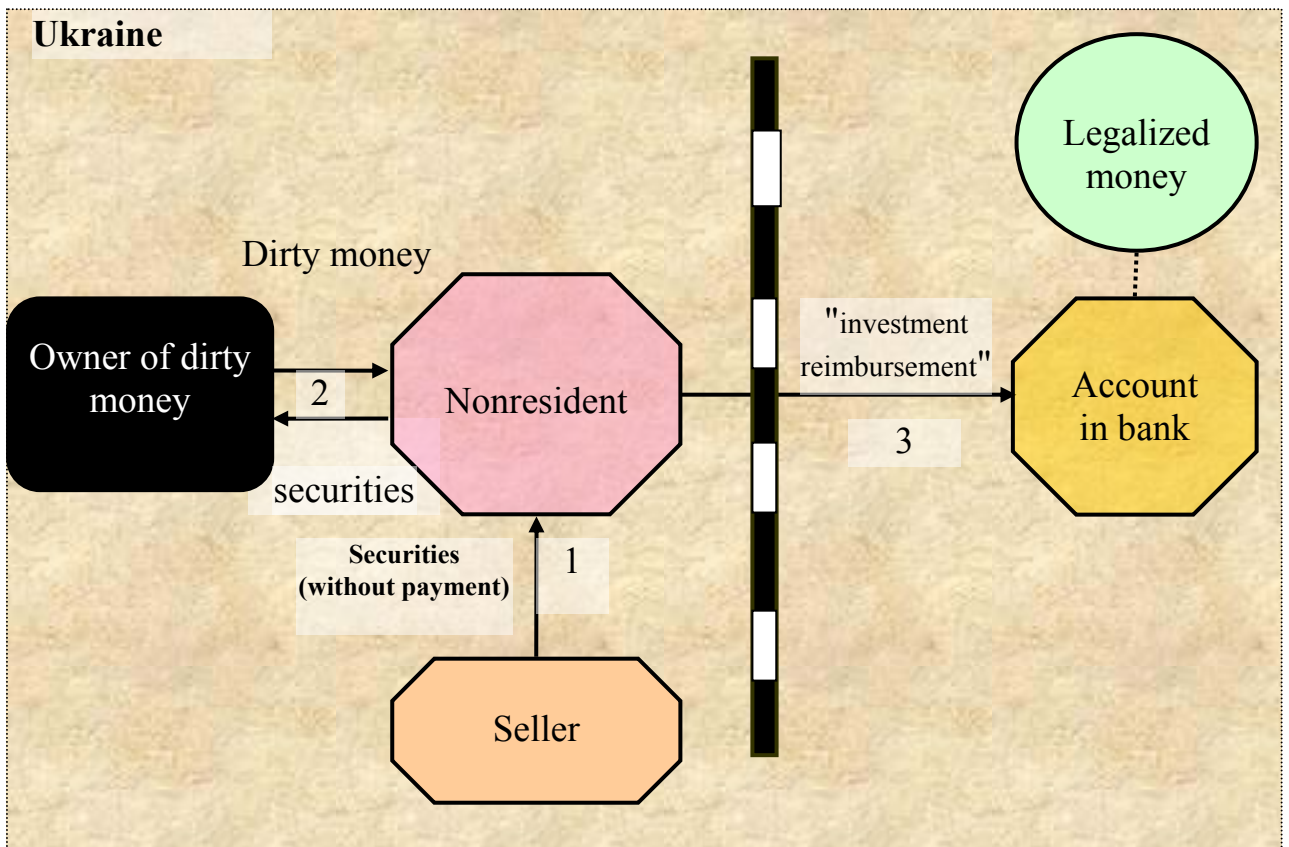 Ukraine
Legalized
money
Dirty money
Owner of dirty
money
2
Nonresident
"investment
reimbursement"
3
Account
in bank
securities
Securities
(without payment)
1
Seller